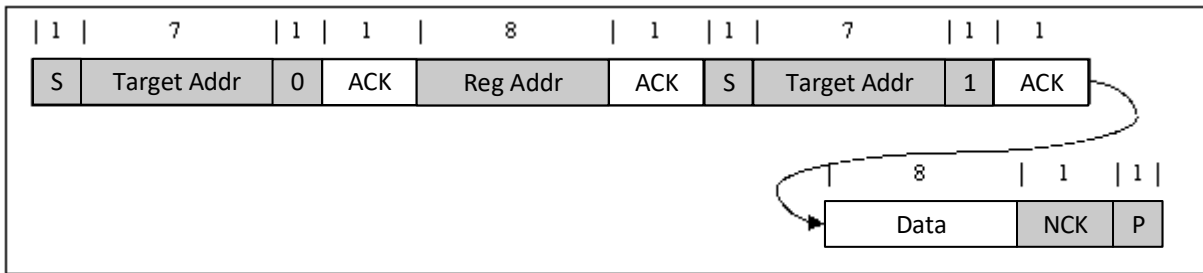 | 1 | 7 | 1 | 1 | 8 | 1 | 1 | 7 | 1 | 1
S Target Addr 0 ACK Reg Addr ACK S Target Addr 1 ACK
| 8 | 1 | 1 |
Data NCK P